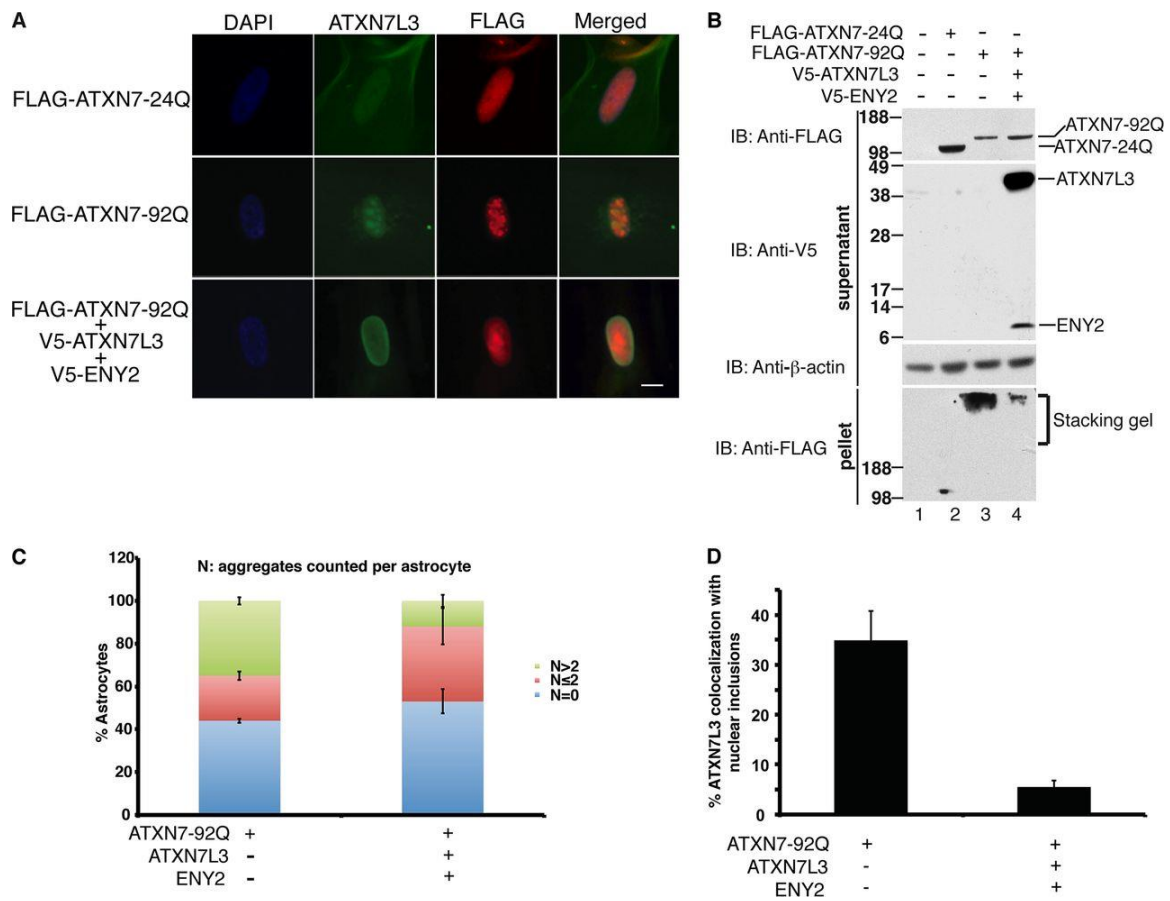 A
DAPI ATXN7L3 FLAG Merged
FLAG-ATXN7-24Q
FLAG-ATXN7-92Q
FLAG-ATXN7-92Q
+
V5-ATXN7L3
+
V5-ENY2
B
FLAG-ATXN7-24Q - + - -
FLAG-ATXN7-92Q - - + +
V5-ATXN7L3 - - - +
V5-ENY2 - - - +
188
IB: Anti-FLAG
98
ATXN7-92Q
ATXN7-24Q
49
38
28
17
14
6
IB: Anti-V5
supernatant
ATXN7L3
ENY2
IB: Anti-β-actin
IB: Anti-FLAG
pellet
188
98
Stacking gel
1 2 3 4
C
N: aggregates counted per astrocyte
% Astrocytes
120
100
80
60
40
20
0
N>2
N≤2
N=0
ATXN7-92Q + +
ATXN7L3 - +
ENY2 - +
D
% ATXN7L3 colocalization with
nuclear inclusions
40
30
20
10
0
ATXN7-92Q + +
ATXN7L3 - +
ENY2 - +